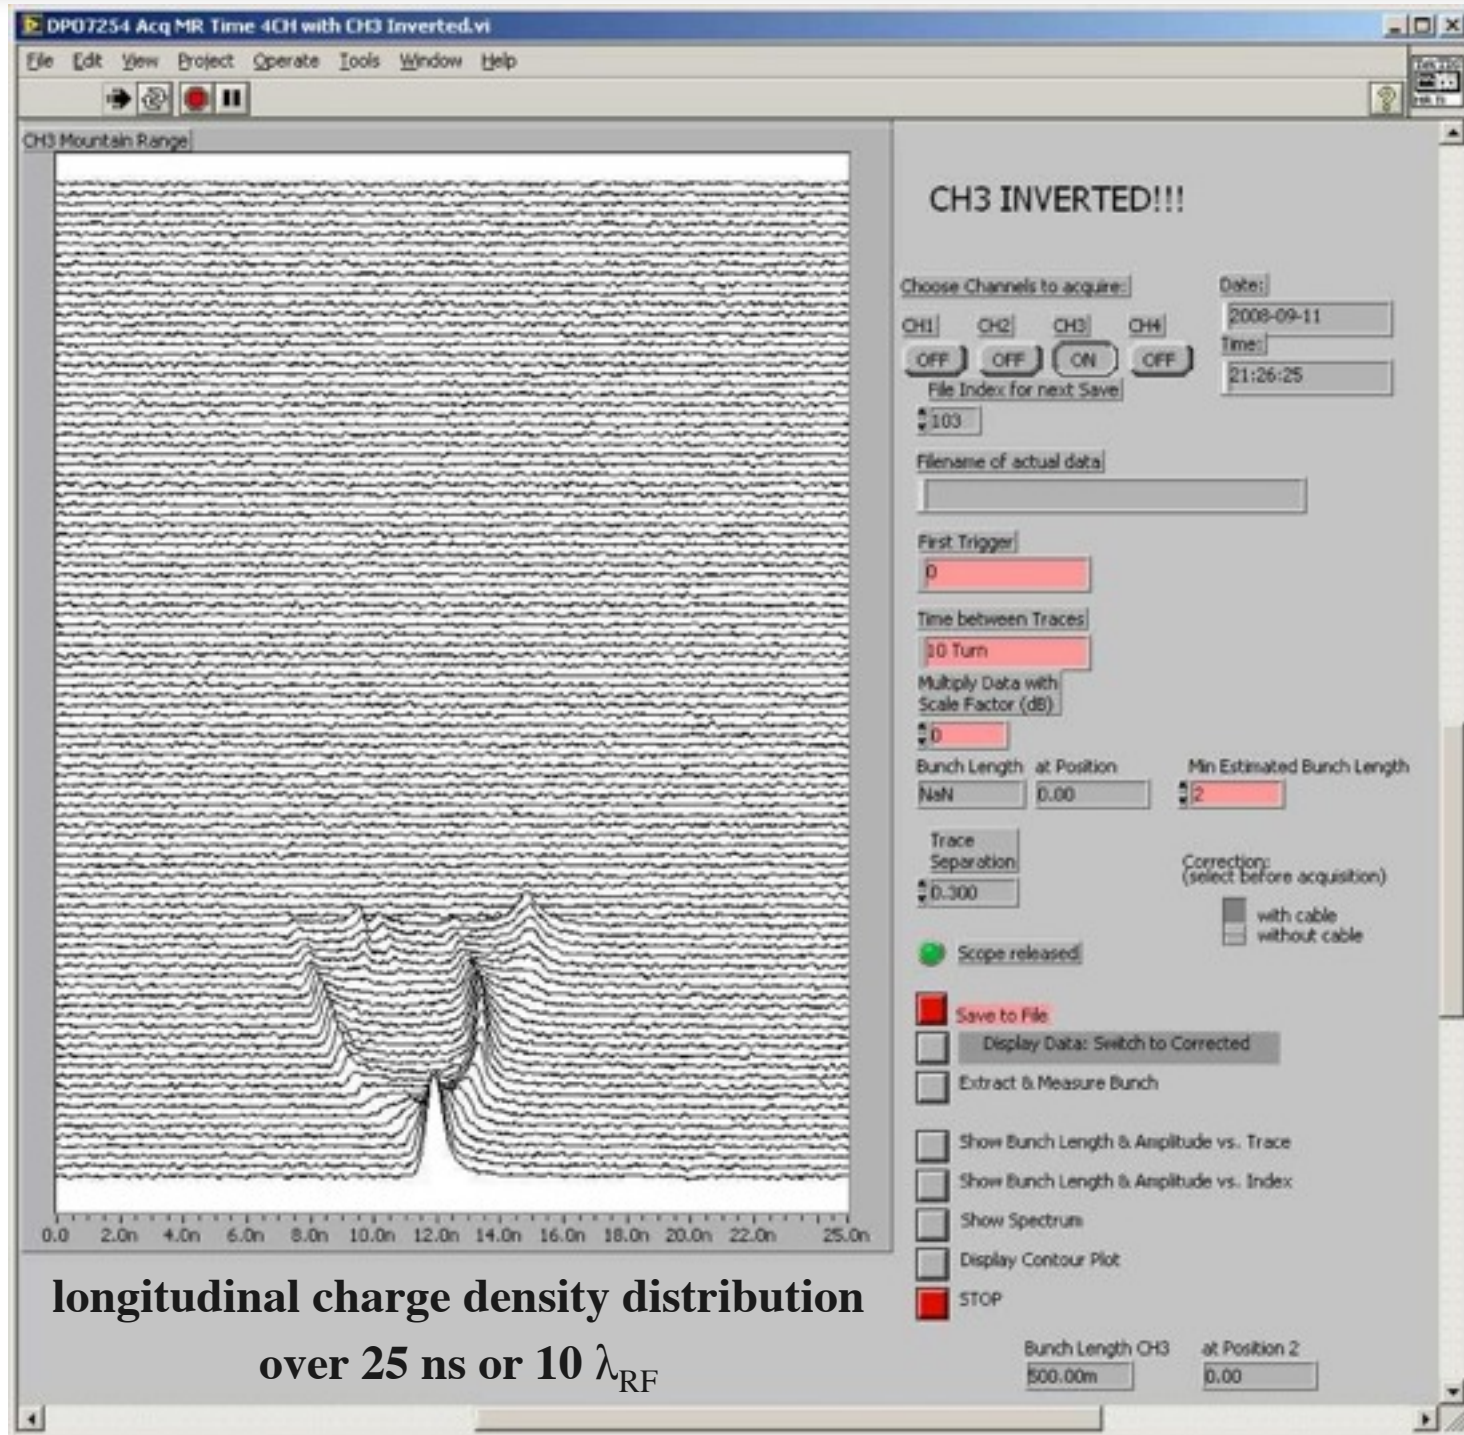 DPO7254 Acq MR Time 4CH with CH3 Inverted.vi
File Edit View Project Operate Tools Window Help
CH3 Mountain Range
CH3 INVERTED!!!
Choose Channels to acquire:
Date:
CH1 CH2 CH3 CH4
2008-09-11
OFF OFF ON OFF
Time:
21:26:25
File Index for next Save
103
Filename of actual data
First Trigger
0
Time between Traces
10 Turn
Multiply Data with
Scale Factor (dB)
0
Bunch Length at Position Min Estimated Bunch Length
NaN 0.00 2
Trace
Separation
0.300
Correction:
(select before acquisition)
with cable
without cable
Scope released
Save to File
Display Data: Switch to Corrected
Extract & Measure Bunch
Show Bunch Length & Amplitude vs. Trace
Show Bunch Length & Amplitude vs. Index
Show Spectrum
Display Contour Plot
STOP
Bunch Length CH3 at Position 2
500.00m 0.00
0.0 2.0n 4.0n 6.0n 8.0n 10.0n 12.0n 14.0n 16.0n 18.0n 20.0n 22.0n 25.0n
longitudinal charge density distribution
over 25 ns or 10 λRF